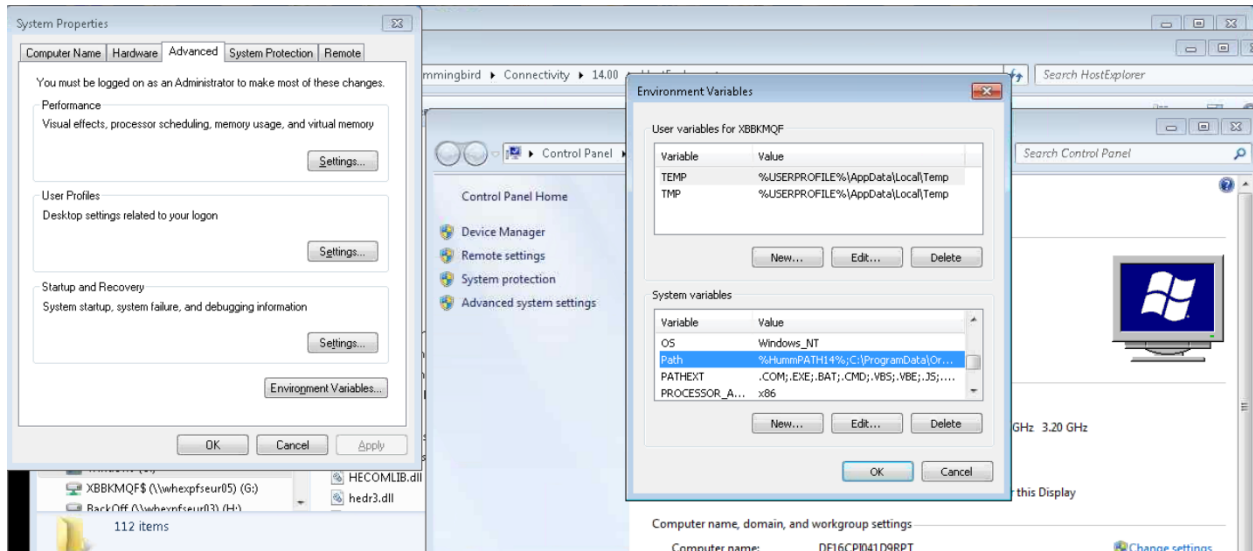 System Properties
Computer Name Hardware Advanced System Protection Remote
You must be logged on as an Administrator to make most of these changes.
Performance
Visual effects, processor scheduling, memory usage, and virtual memory
Settings...
User Profiles
Desktop settings related to your logon
Settings...
Startup and Recovery
System startup, system failure, and debugging information
Settings...
Environment Variables...
OK Cancel Apply
mmingbird ▸ Connectivity ▸ 14.00
Search HostExplorer
Control Panel
Search Control Panel
Control Panel Home
Device Manager
Remote settings
System protection
Advanced system settings
Environment Variables
User variables for XBBKMQF
Variable Value
TEMP %USERPROFILE%\AppData\Local\Temp
TMP %USERPROFILE%\AppData\Local\Temp
New... Edit... Delete
System variables
Variable Value
OS Windows_NT
Path %HummPATH14%;C:\ProgramData\Or...
PATHEXT .COM;.EXE;.BAT;.CMD;.VBS;.VBE;.JS;....
PROCESSOR_A... x86
New... Edit... Delete
OK Cancel
GHz 3.20 GHz
this Display
Computer name, domain, and workgroup settings
Computer name: Change settings
XBBKMQF$ (\\whexpfseur05) (G:)
BackOff (\\whexpfseur03) (H:)
112 items
HECOMLIB.dll
hedr3.dll